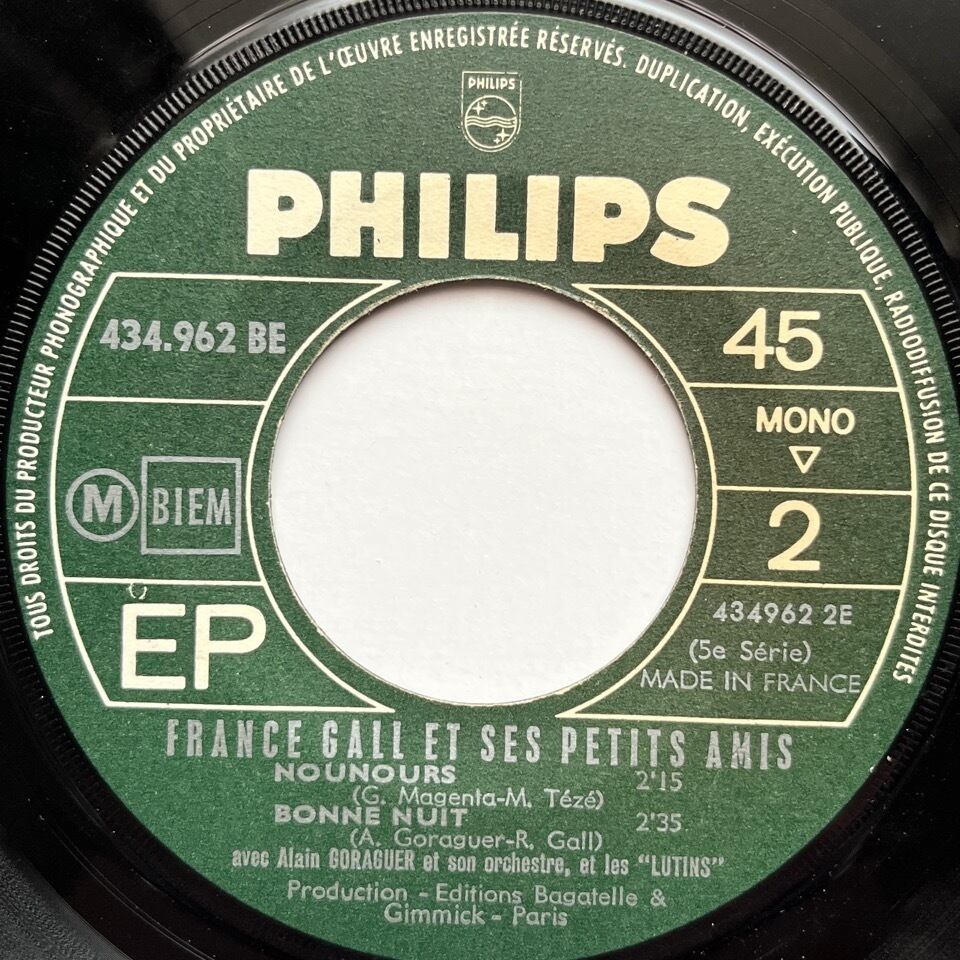 TOUS DROITS DU PRODUCTEUR PHONOGRAPHIQUE ET DU PROPRIÉTAIRE DE L'ŒUVRE ENREGISTRÉE RÉSERVÉS. DUPLICATION, EXÉCUTION PUBLIQUE, RADIODIFFUSION DE CE DISQUE INTERDITES
PHILIPS
PHILIPS
434.962 BE
M BIEM
EP
45
MONO
2
434962 2E
(5e Série)
MADE IN FRANCE
FRANCE GALL ET SES PETITS AMIS
NOUNOURS 2'15
(G. Magenta-M. Tézé)
BONNE NUIT 2'35
(A. Goraguer-R. Gall)
avec Alain GORAGUER et son orchestre, et les "LUTINS"
Production - Editions Bagatelle &
Gimmick - Paris